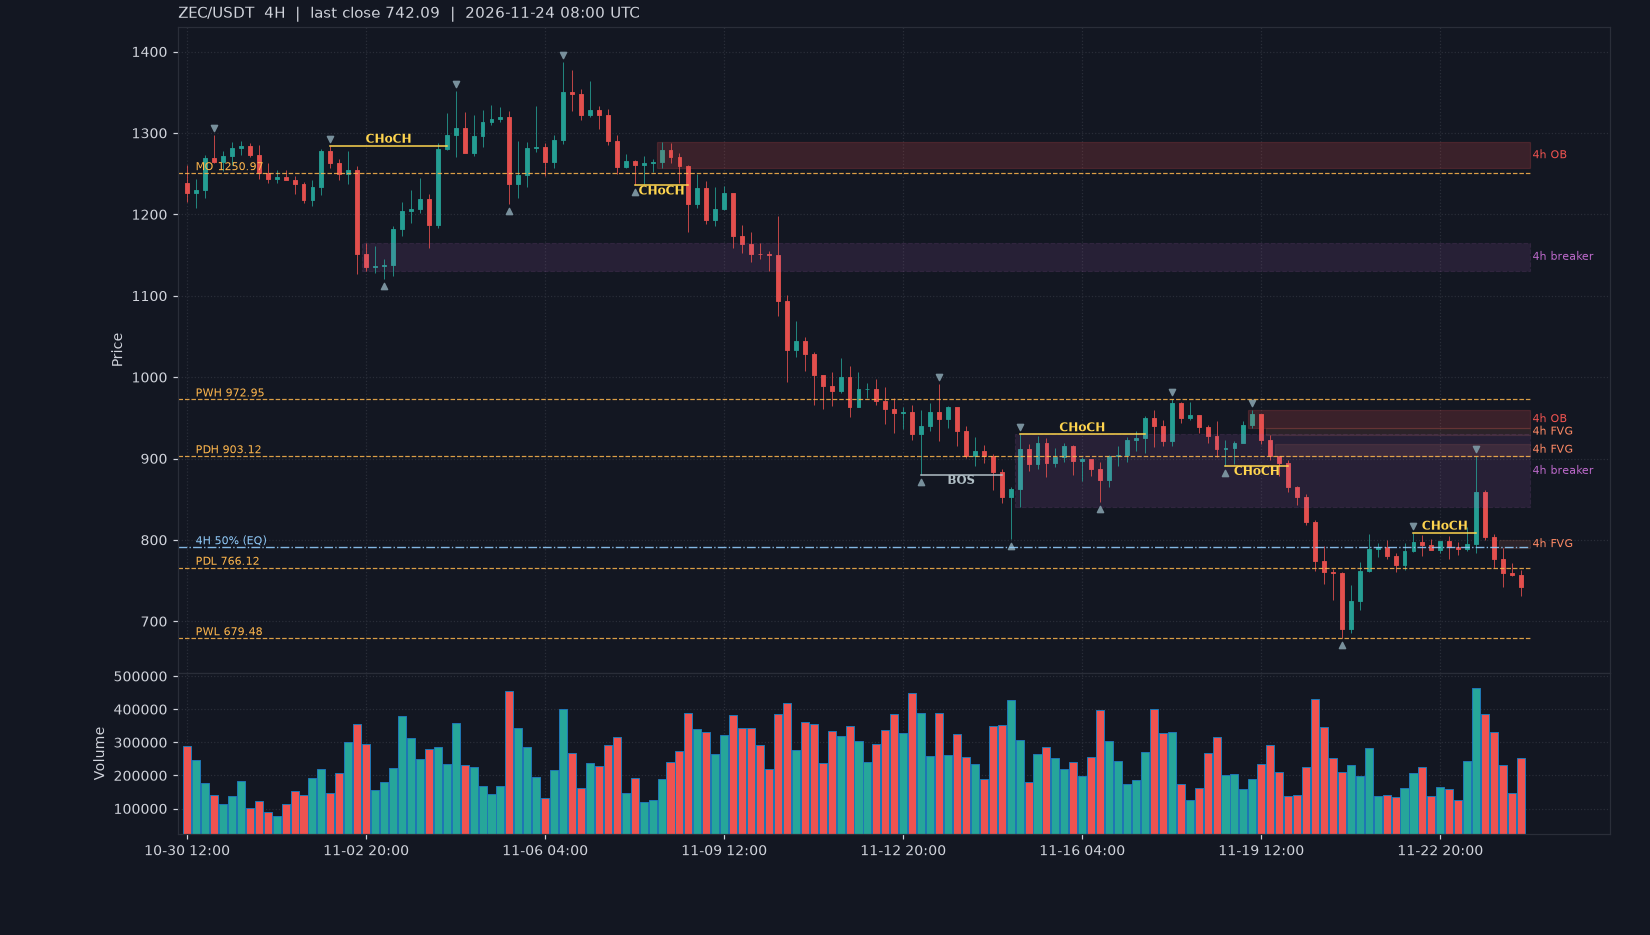 ZEC/USDT 4H | last close 742.09 | 2026-11-24 08:00 UTC
Price
1400
1300
1200
1100
1000
900
800
700
CHoCH
MO 1250.97
CHoCH
4h OB
4h breaker
PWH 972.95
PDH 903.12
CHoCH
BOS
CHoCH
4h OB
4h FVG
4h FVG
4h breaker
CHoCH
4H 50% (EQ)
4h FVG
PDL 766.12
PWL 679.48
Volume
500000
400000
300000
200000
100000
10-30 12:00
11-02 20:00
11-06 04:00
11-09 12:00
11-12 20:00
11-16 04:00
11-19 12:00
11-22 20:00